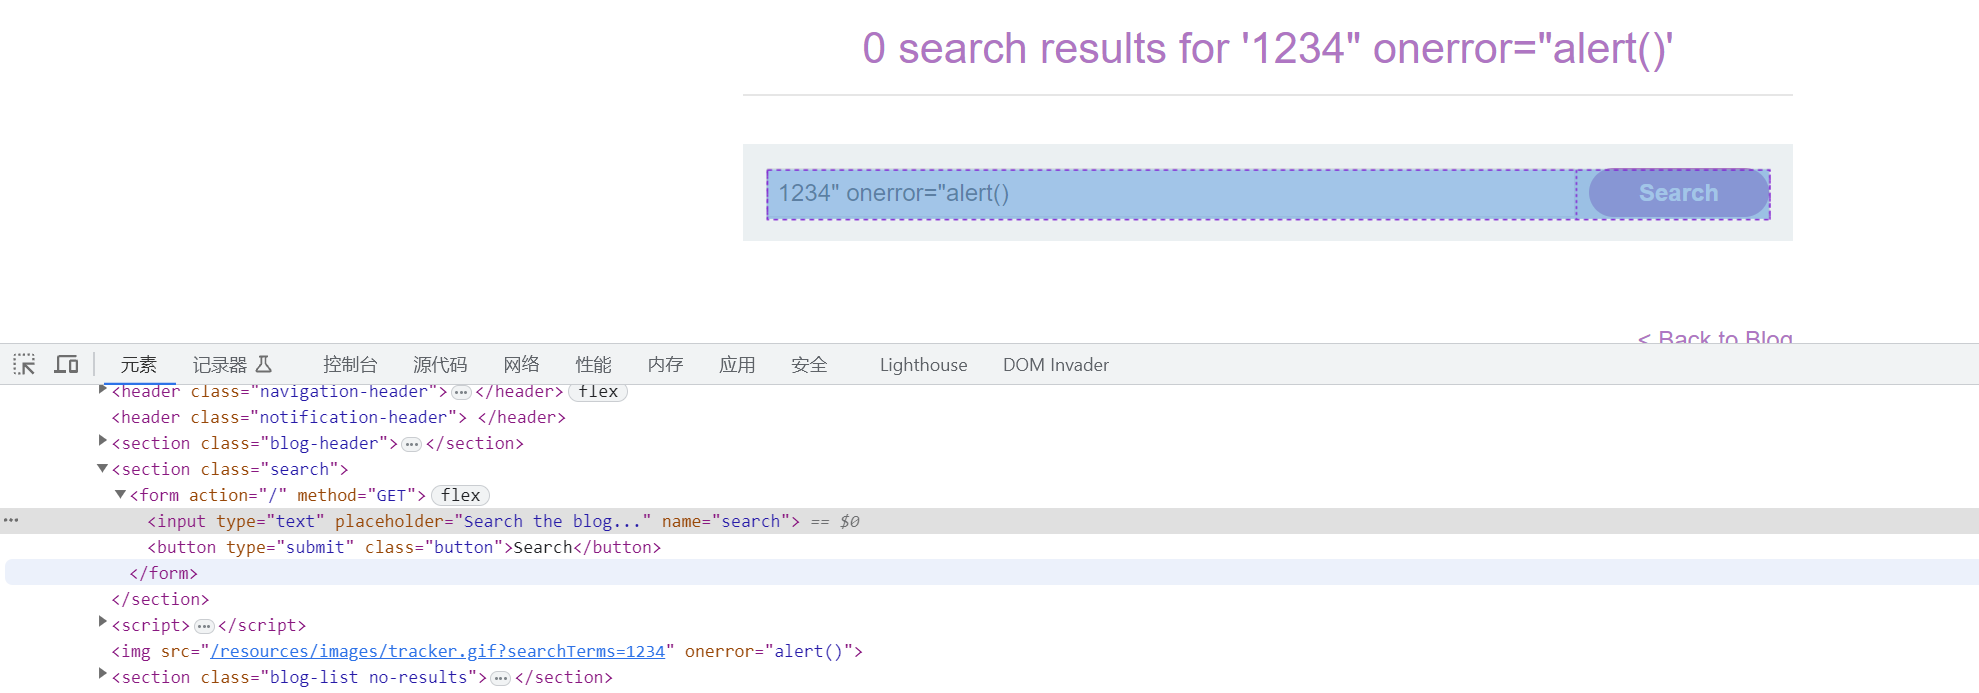 0 search results for '1234" onerror="alert()'
1234" onerror="alert()
Search
< Back to Blog
元素 记录器 控制台 源代码 网络 性能 内存 应用 安全 Lighthouse DOM Invader
<header class="navigation-header">…</header> flex
<header class="notification-header"> </header>
<section class="blog-header">…</section>
<section class="search">
<form action="/" method="GET"> flex
<input type="text" placeholder="Search the blog..." name="search"> == $0
<button type="submit" class="button">Search</button>
</form>
</section>
<script>…</script>
<img src="/resources/images/tracker.gif?searchTerms=1234" onerror="alert()">
<section class="blog-list no-results">…</section>